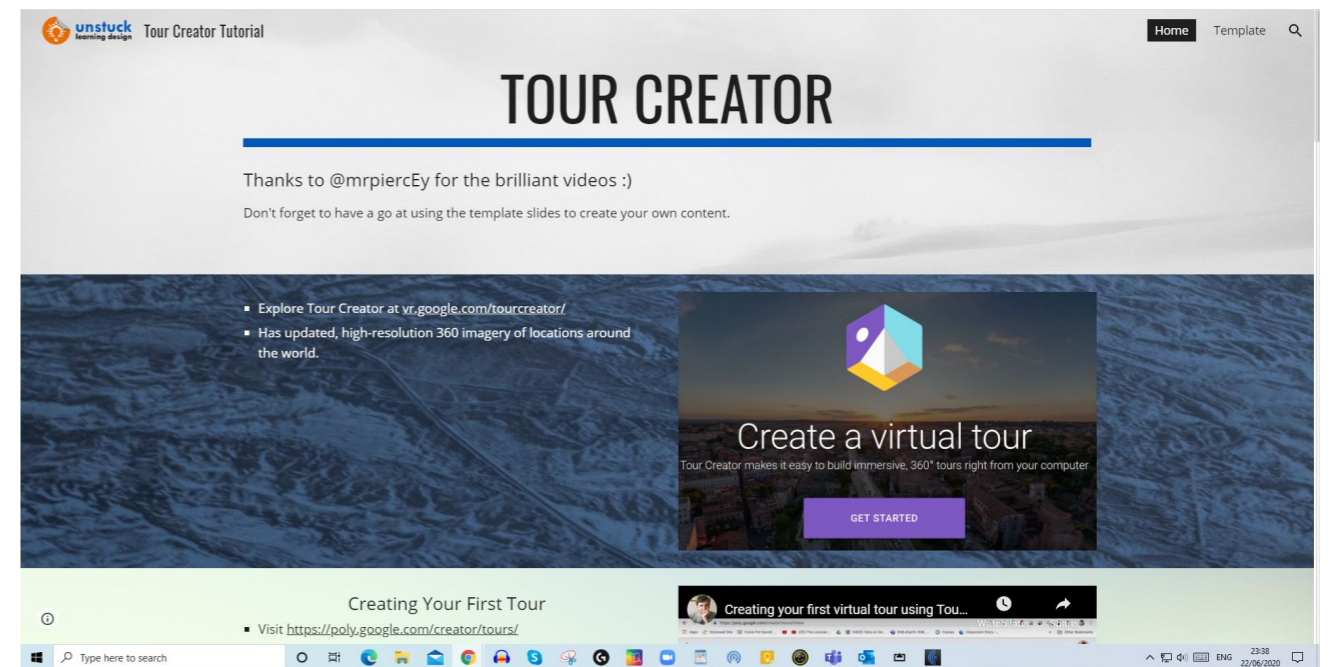 unstuck
learning design
Tour Creator Tutorial
Home
Template
TOUR CREATOR
Thanks to @mrpiercEy for the brilliant videos :)
Don't forget to have a go at using the template slides to create your own content.
Explore Tour Creator at vr.google.com/tourcreator/
Has updated, high-resolution 360 imagery of locations around
the world.
Create a virtual tour
Tour Creator makes it easy to build immersive, 360° tours right from your computer
GET STARTED
Creating Your First Tour
Visit https://poly.google.com/creator/tours/
Creating your first virtual tour using Tou...
Type here to search
ENG
23:38
22/06/2020